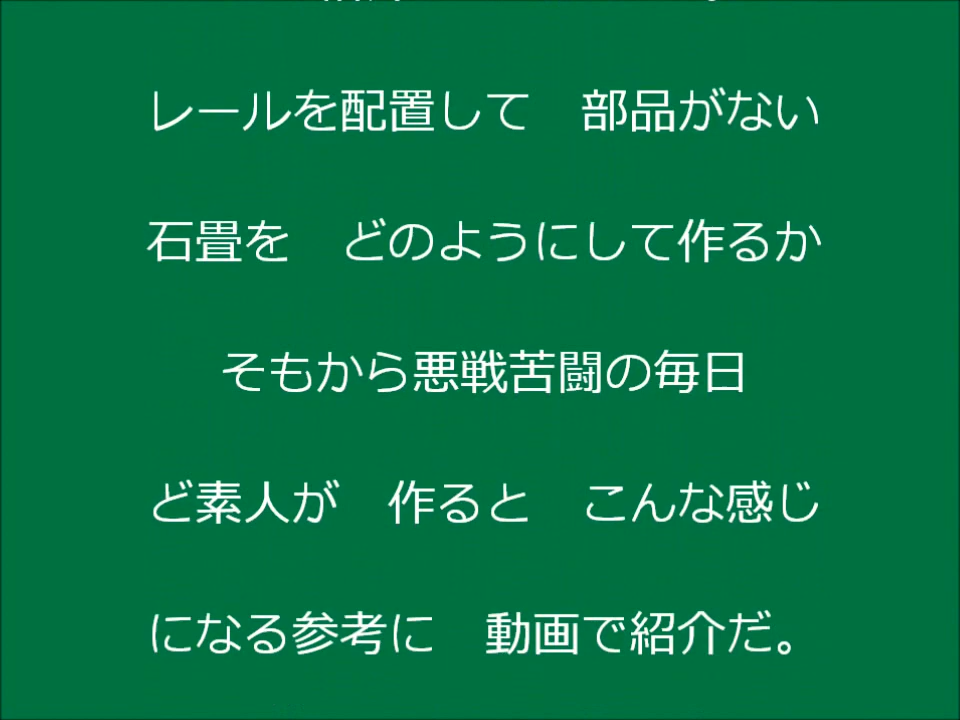 レールを配置して　部品がない
石畳を　どのようにして作るか
そもから悪戦苦闘の毎日
ど素人が　作ると　こんな感じ
になる参考に　動画で紹介だ。